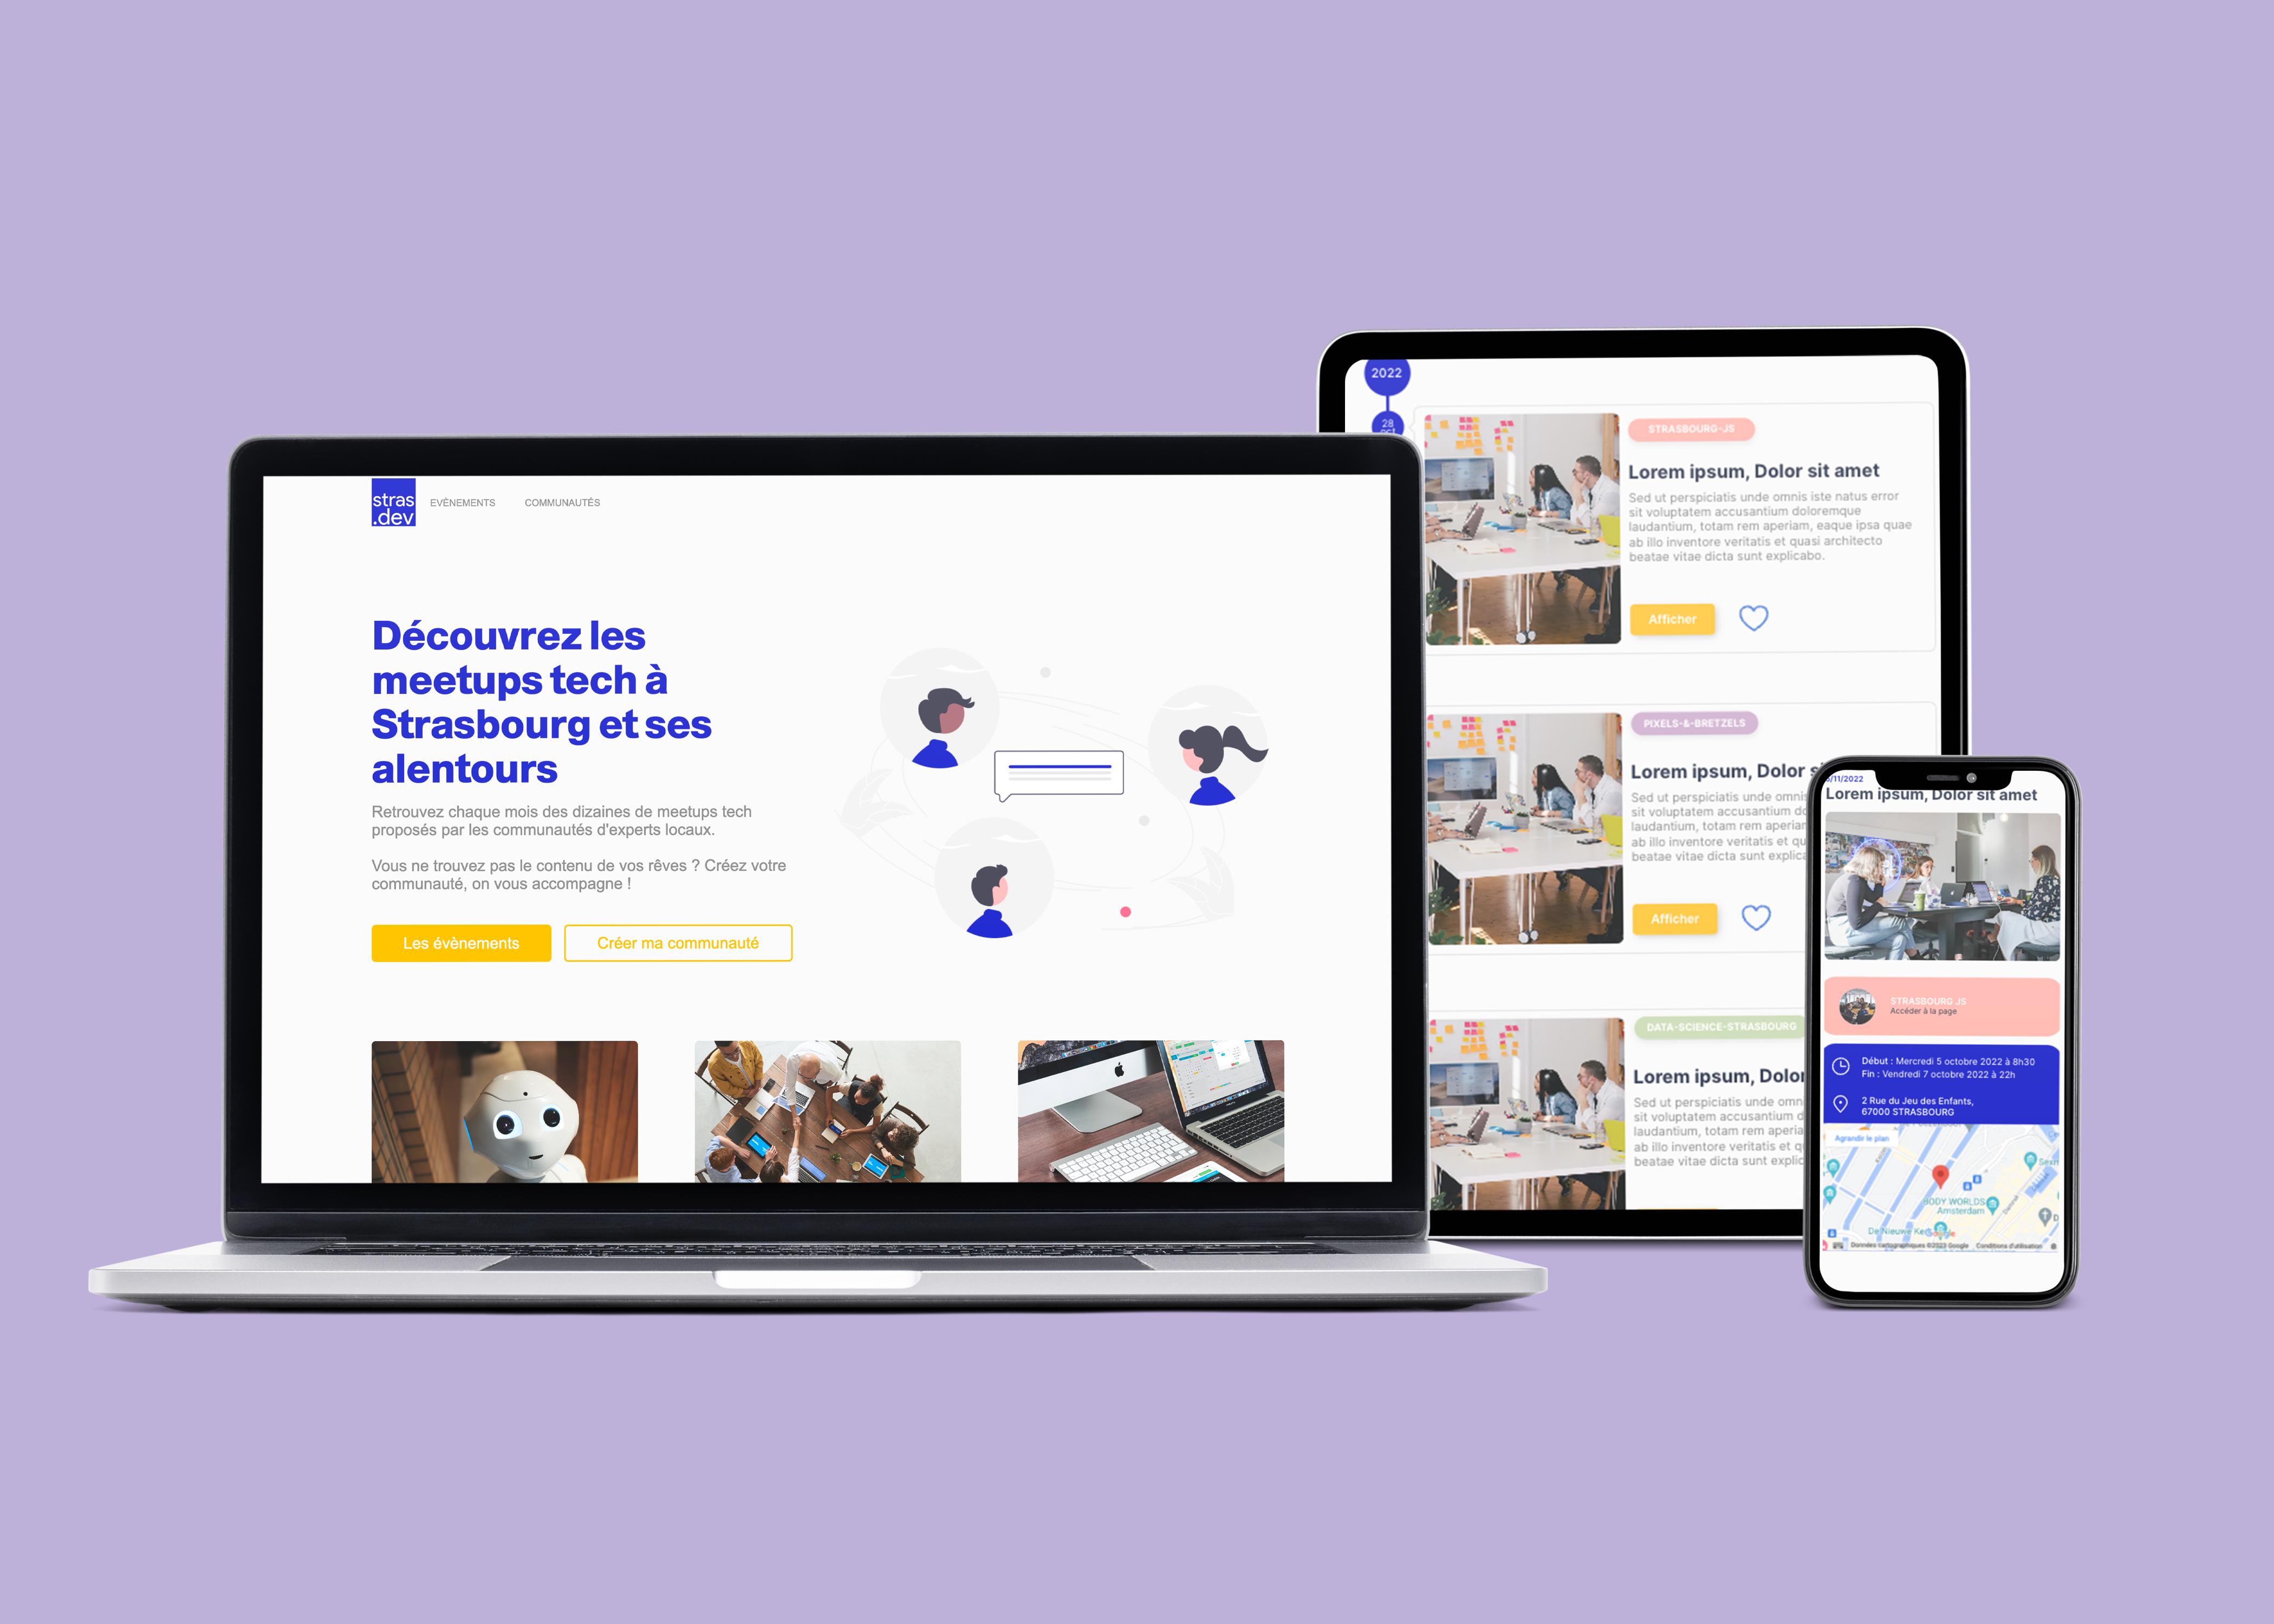 stras
.dev
EVÈNEMENTS
COMMUNAUTÉS
Découvrez les
meetups tech à
Strasbourg et ses
alentours
Retrouvez chaque mois des dizaines de meetups tech
proposés par les communautés d'experts locaux.
Vous ne trouvez pas le contenu de vos rêves ? Créez votre
communauté, on vous accompagne !
Les évènements
Créer ma communauté
2022
28
STRASBOURG-JS
Lorem ipsum, Dolor sit amet
Sed ut perspiciatis unde omnis iste natus error
sit voluptatem accusantium doloremque
laudantium, totam rem aperiam, eaque ipsa quae
ab illo inventore veritatis et quasi architecto
beatae vitae dicta sunt explicabo.
Afficher
PIXELS-&-BRETZELS
Lorem ipsum, Dolor s
Sed ut perspiciatis unde omnis
sit voluptatem accusantium do
laudantium, totam rem aperiar
ab illo inventore veritatis et qu
beatae vitae dicta sunt explica
Afficher
DATA-SCIENCE-STRASBOURG
Lorem ipsum, Dolor
Sed ut perspiciatis unde omn
sit voluptatem accusantium d
laudantium, totam rem aperia
ab illo inventore veritatis et q
beatae vitae dicta sunt explic
/11/2022
Lorem ipsum, Dolor sit amet
STRASBOURG JS
Accéder à la page
Début : Mercredi 5 octobre 2022 à 8h30
Fin : Vendredi 7 octobre 2022 à 22h
2 Rue du Jeu des Enfants,
67000 STRASBOURG
Agrandir le plan
BODY WORLDS
Amsterdam
De Nieuwe Kerk
Google
Données cartographiques ©2023 Google
Conditions d'utilisation